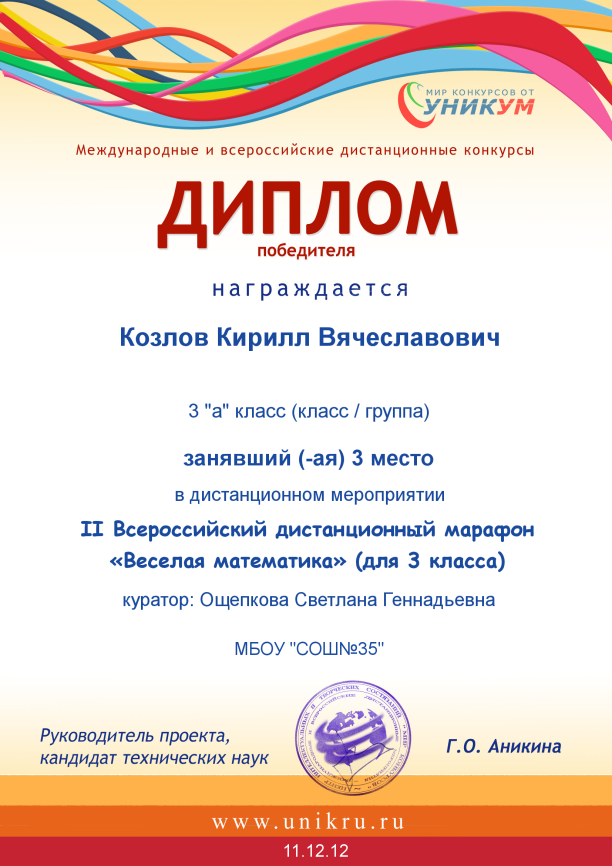 МИР КОНКУРСОВ ОТ
УНИКУМ
Международные и всероссийские дистанционные конкурсы
ДИПЛОМ
победителя
награждается
Козлов Кирилл Вячеславович
3 "а" класс (класс / группа)
занявший (-ая) 3 место
в дистанционном мероприятии
II Всероссийский дистанционный марафон
«Веселая математика» (для 3 класса)
куратор: Ощепкова Светлана Геннадьевна
МБОУ "СОШ№35"
Руководитель проекта,
кандидат технических наук
Г.О. Аникина
www.unikru.ru
11.12.12